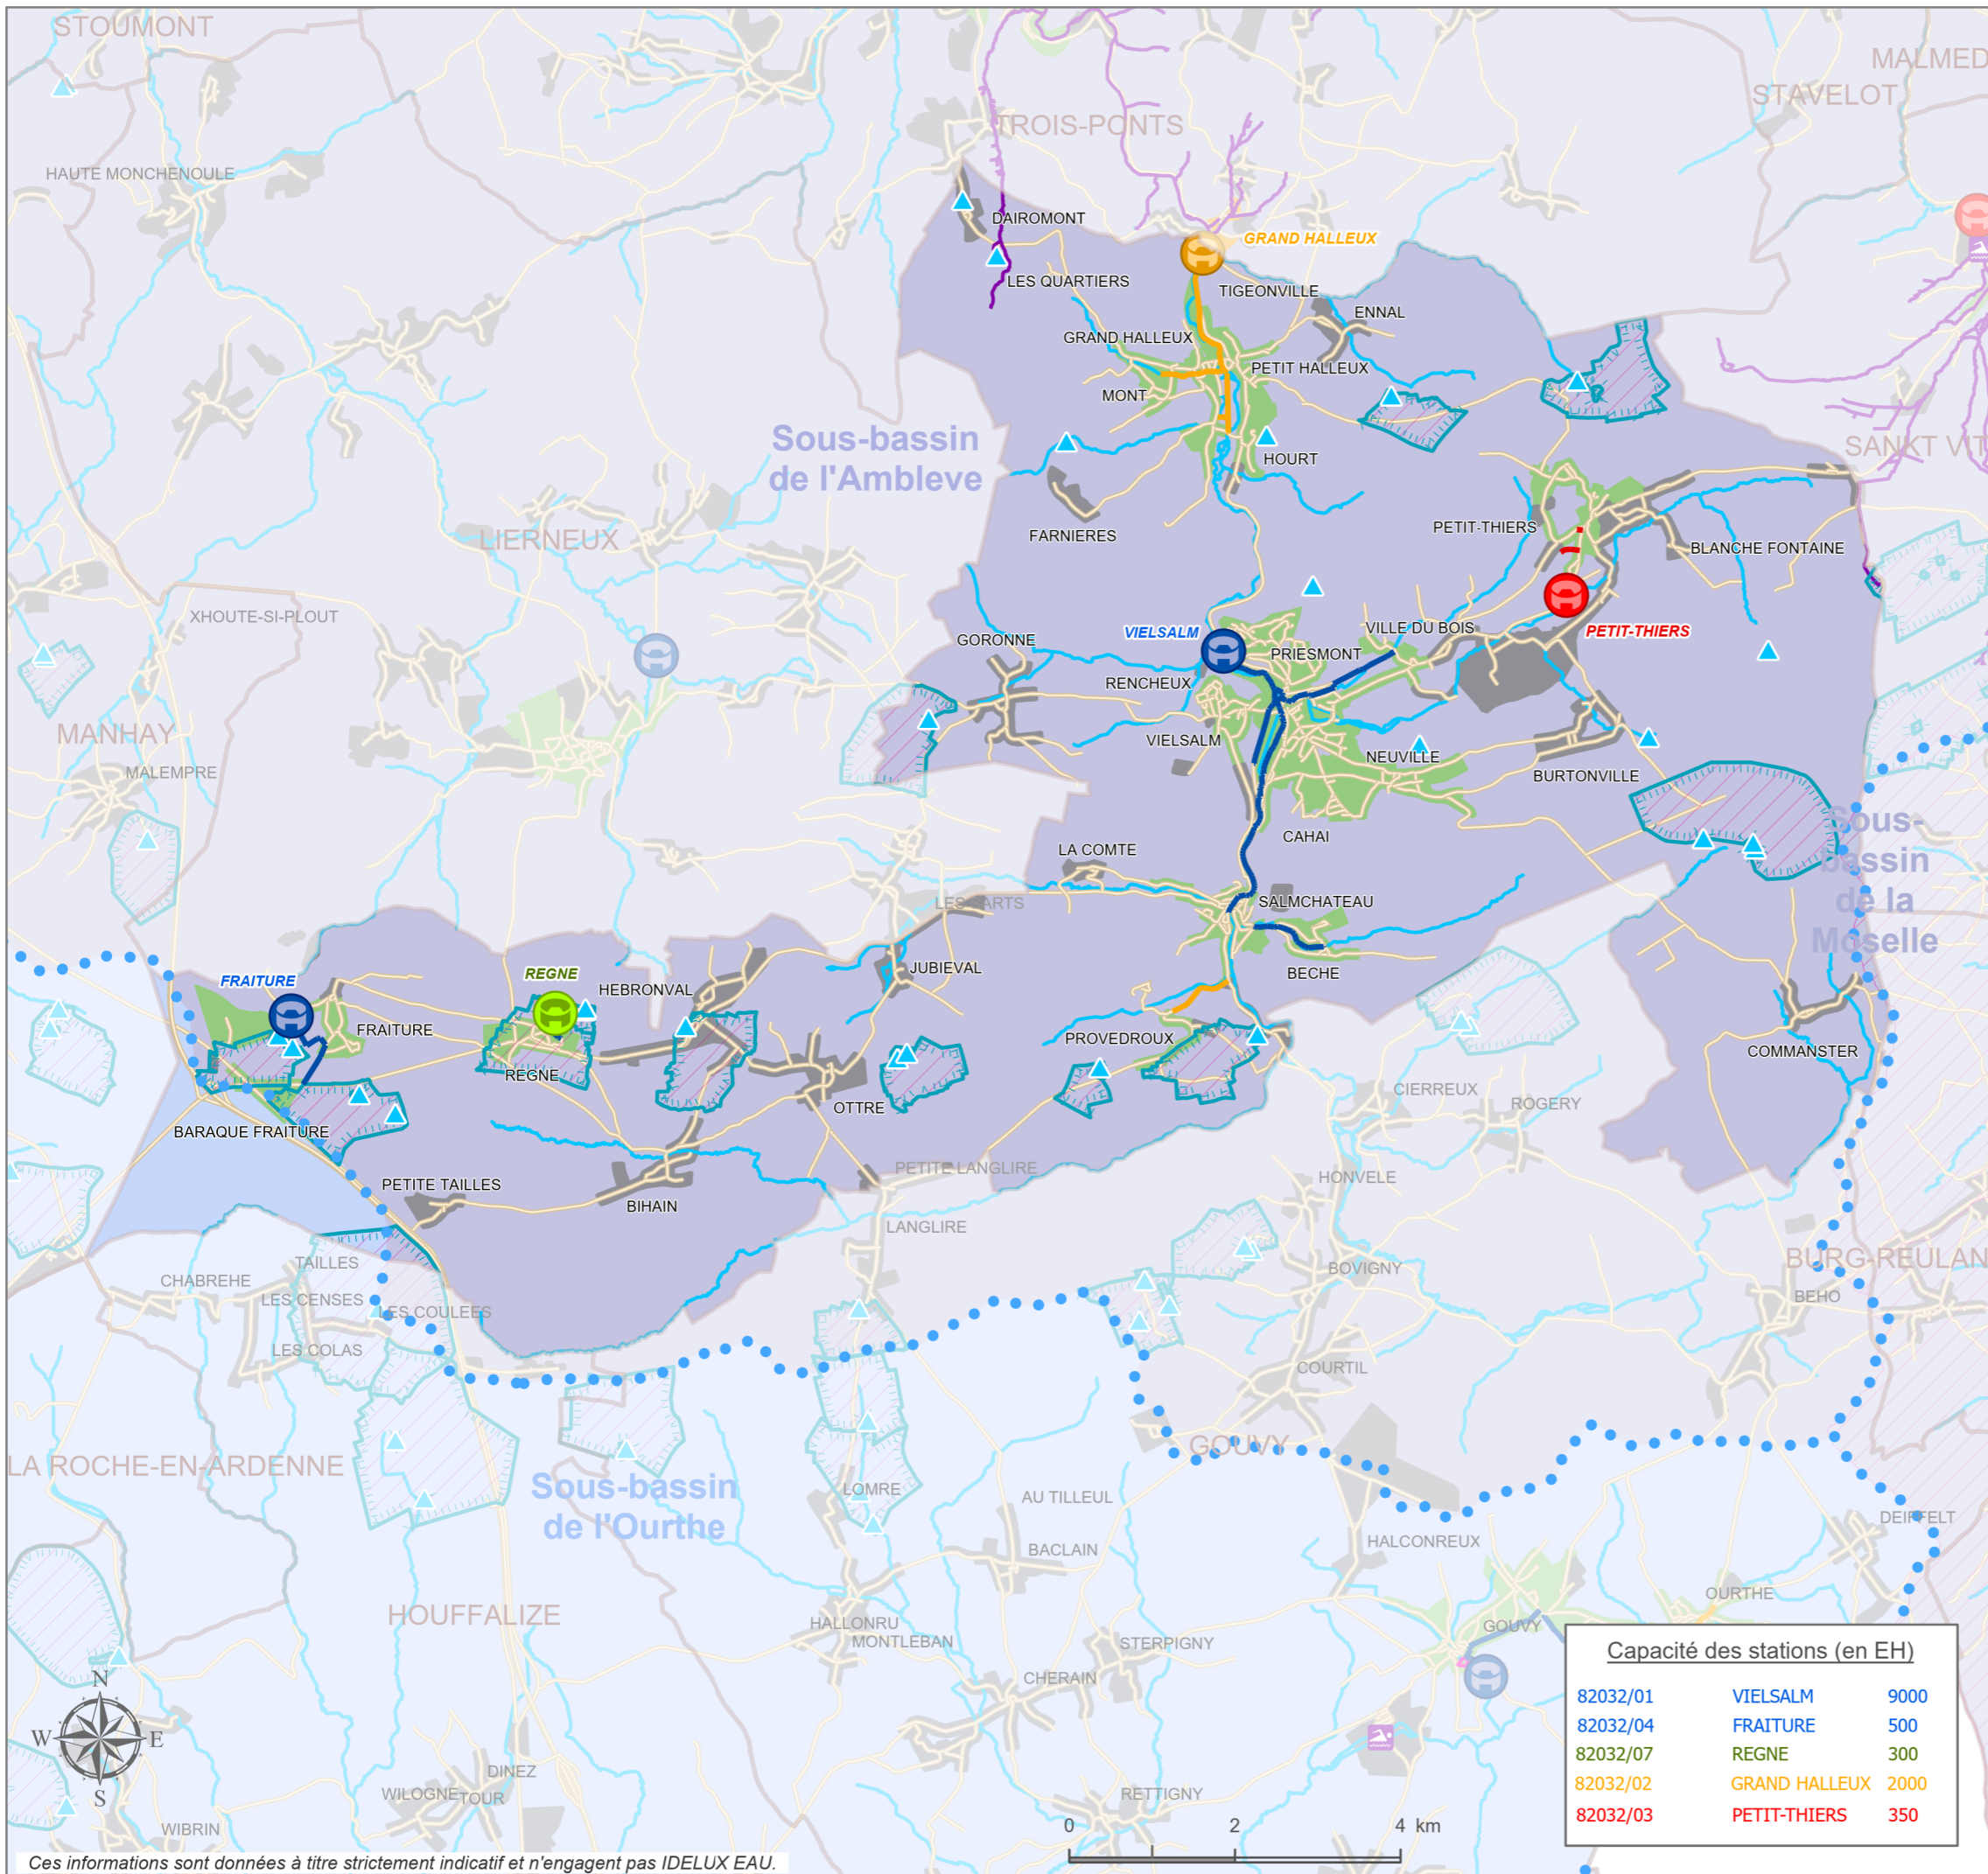 STOUMONT
MALMED
STAVELOT
TROIS-PONTS
HAUTE MONCHENOULE
DAIROMONT
GRAND HALLEUX
LES QUARTIERS
TIGEONVILLE
ENNAL
GRAND HALLEUX
PETIT HALLEUX
MONT
Sous-bassin
de l'Ambleve
SANKT VIT
HOURT
LIERNEUX
FARNIERES
PETIT-THIERS
BLANCHE FONTAINE
XHOUTE-SI-PLOUT
GORONNE
VIELSALM
VILLE DU BOIS
PETIT-THIERS
PRIESMONT
RENCHEUX
MANHAY
VIELSALM
NEUVILLE
MALEMPRE
BURTONVILLE
CAHAI
LA COMTE
Sous-
bassin
de la
Moselle
LES SARTS
SALMCHATEAU
BECHE
JUBIEVAL
FRAITURE
REGNE
HEBRONVAL
FRAITURE
PROVEDROUX
COMMANSTER
REGNE
CIERREUX
ROGERY
OTTRE
BARAQUE FRAITURE
PETITE LANGLIRE
HONVELE
PETITE TAILLES
BIHAIN
LANGLIRE
TAILLES
BURG-REULAN
CHABREHE
BOVIGNY
LES CENSES
LES COULEES
BEHO
LES COLAS
COURTIL
GOUVY
LA ROCHE-EN-ARDENNE
Sous-bassin
de l'Ourthe
LOMRE
AU TILLEUL
DEIFFELT
HALCONREUX
BACLAIN
OURTHE
HOUFFALIZE
HALLONRU
MONTLEBAN
STERPIGNY
GOUVY
CHERAIN
DINEZ
WILOGNE
TOUR
RETTIGNY
WIBRIN
N
W
E
S
0 2 4 km
Capacité des stations (en EH)
82032/01 VIELSALM 9000
82032/04 FRAITURE 500
82032/07 REGNE 300
82032/02 GRAND HALLEUX 2000
82032/03 PETIT-THIERS 350
Ces informations sont données à titre strictement indicatif et n'engagent pas IDELUX EAU.